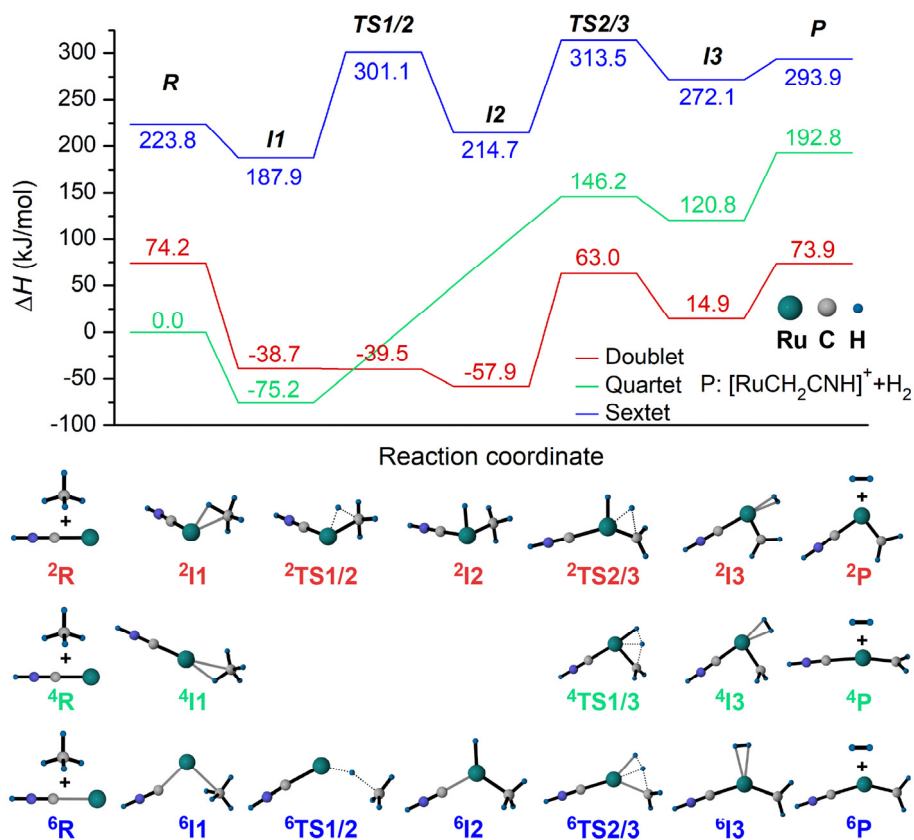 TS1/2 TS2/3
R I1 I2 I3 P
300
250
200
150
100
50
0
-50
-100
ΔH (kJ/mol)
223.8 187.9 301.1 214.7 313.5 272.1 293.9
0.0 -75.2 146.2 120.8 192.8
74.2 -38.7 -39.5 -57.9 63.0 14.9 73.9
Ru C H
Doublet
Quartet P: [RuCH₂CNH]⁺+H₂
Sextet
Reaction coordinate
+ +
²R ²I1 ²TS1/2 ²I2 ²TS2/3 ²I3 ²P
+ +
⁴R ⁴I1 ⁴TS1/3 ⁴I3 ⁴P
+ +
⁶R ⁶I1 ⁶TS1/2 ⁶I2 ⁶TS2/3 ⁶I3 ⁶P